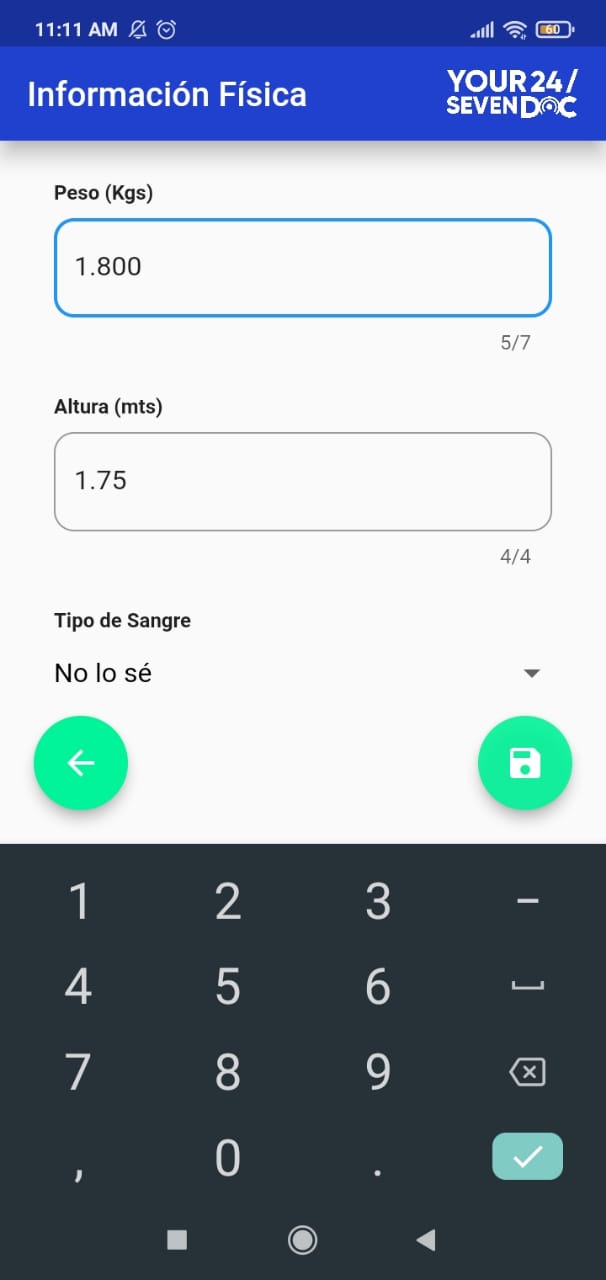 11:11 AM
60
Información Física
YOUR 24/
SEVEN DOC
Peso (Kgs)
1.800
5/7
Altura (mts)
1.75
4/4
Tipo de Sangre
No lo sé
1 2 3 –
4 5 6
7 8 9
, 0 .